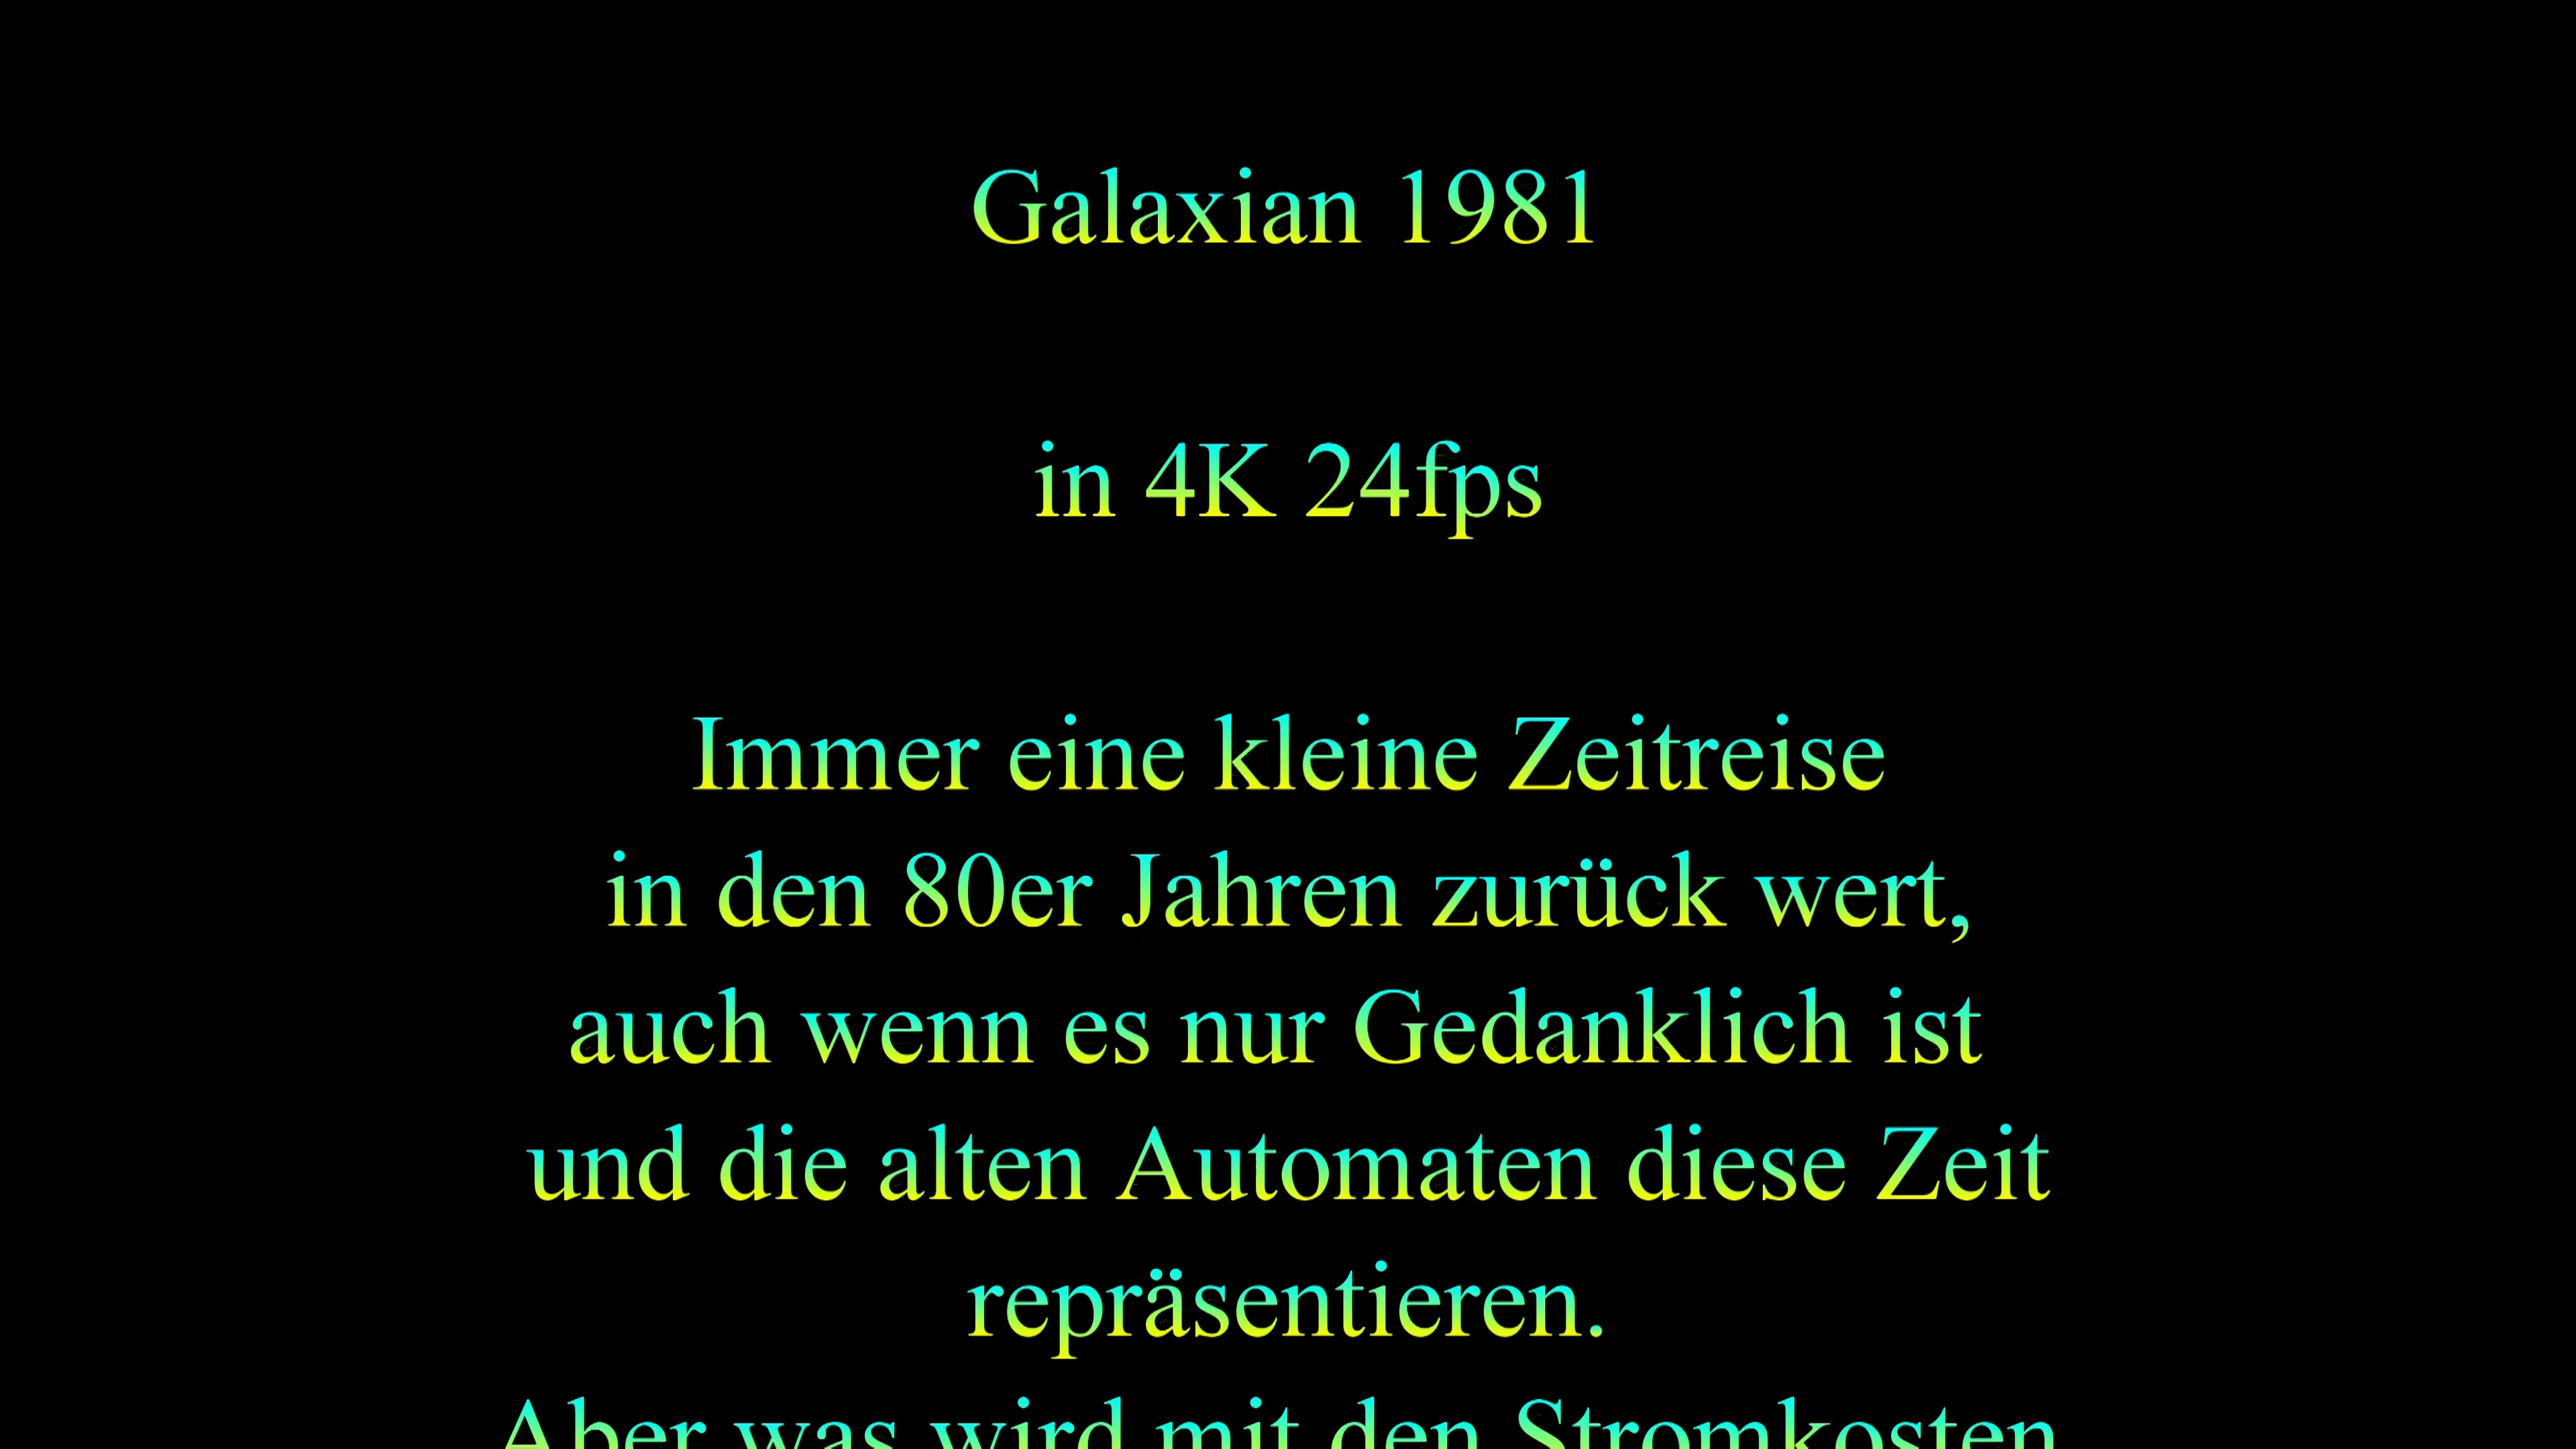 Galaxian 1981
in 4K 24fps
Immer eine kleine Zeitreise
in den 80er Jahren zurück wert,
auch wenn es nur Gedanklich ist
und die alten Automaten diese Zeit
repräsentieren.
Aber was wird mit den Stromkosten